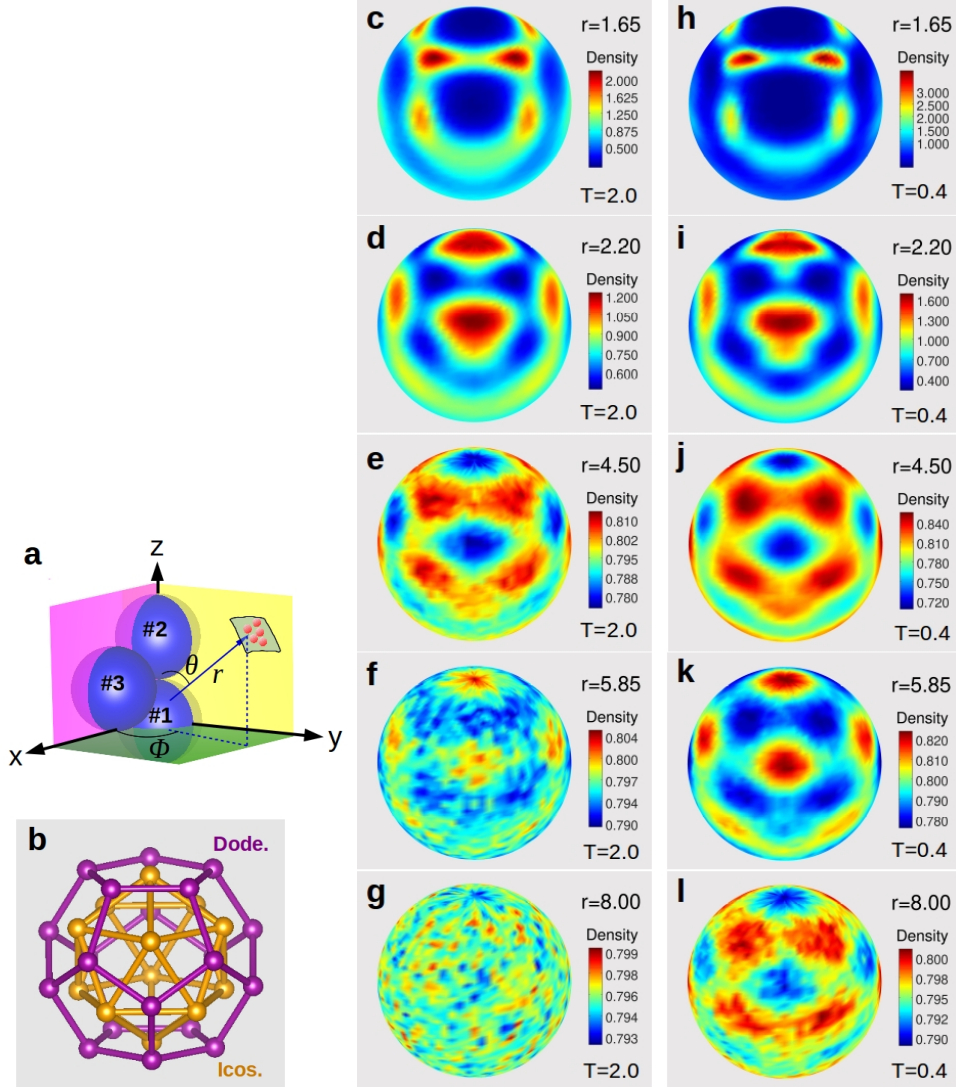 a
z
#2
#3
#1
θ
r
Φ
x
y
b
Dode.
Icos.
c
r=1.65
Density
2.000
1.625
1.250
0.875
0.500
T=2.0
d
r=2.20
Density
1.200
1.050
0.900
0.750
0.600
T=2.0
e
r=4.50
Density
0.810
0.802
0.795
0.788
0.780
T=2.0
f
r=5.85
Density
0.804
0.800
0.797
0.794
0.790
T=2.0
g
r=8.00
Density
0.799
0.798
0.796
0.794
0.793
T=2.0
h
r=1.65
Density
3.000
2.500
2.000
1.500
1.000
T=0.4
i
r=2.20
Density
1.600
1.300
1.000
0.700
0.400
T=0.4
j
r=4.50
Density
0.840
0.810
0.780
0.750
0.720
T=0.4
k
r=5.85
Density
0.820
0.810
0.800
0.790
0.780
T=0.4
l
r=8.00
Density
0.800
0.798
0.795
0.792
0.790
T=0.4